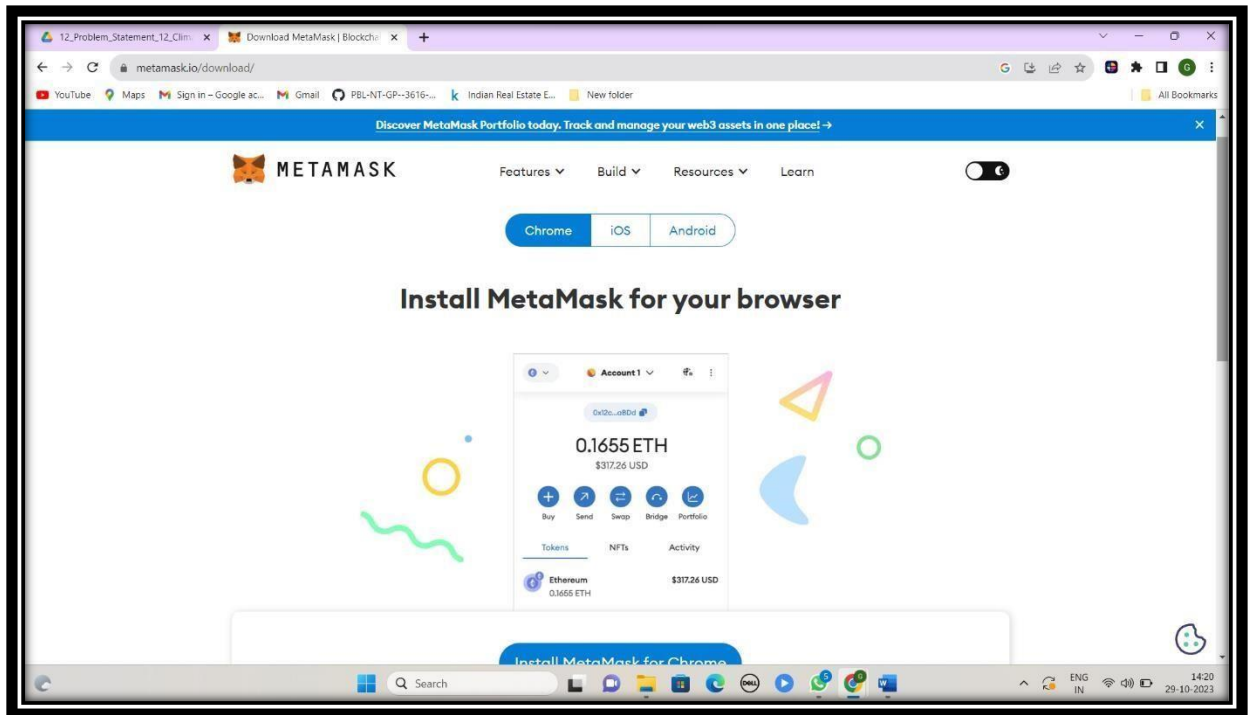 12_Problem_Statement_12_Clim
Download MetaMask | Blockcha
metamask.io/download/
YouTube Maps Sign in – Google ac... Gmail PBL-NT-GP--3616-... Indian Real Estate E... New folder All Bookmarks
Discover MetaMask Portfolio today. Track and manage your web3 assets in one place! →
METAMASK Features Build Resources Learn
Chrome iOS Android
Install MetaMask for your browser
Account 1
0x12c...aBDd
0.1655 ETH
$317.26 USD
Buy Send Swap Bridge Portfolio
Tokens NFTs Activity
Ethereum $317.26 USD
0.1655 ETH
Install MetaMask for Chrome
Search
DELL
ENG 14:20
IN 29-10-2023